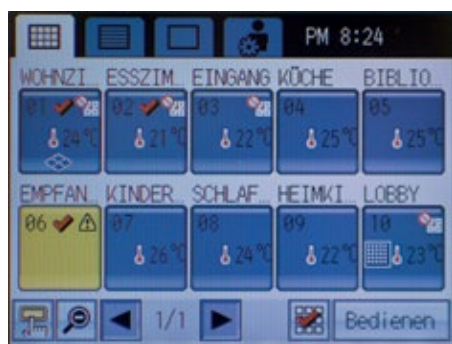 PM 8:24
WOHNZI… ESSZIM… EINGANG KÜCHE BIBLIO…
01 02 03 04 05
24°C 21°C 22°C 25°C 25°C
EMPFAN… KINDER… SCHLAF… HEIMKI… LOBBY
06 07 08 09 10
26°C 24°C 22°C 23°C
1/1 Bedienen